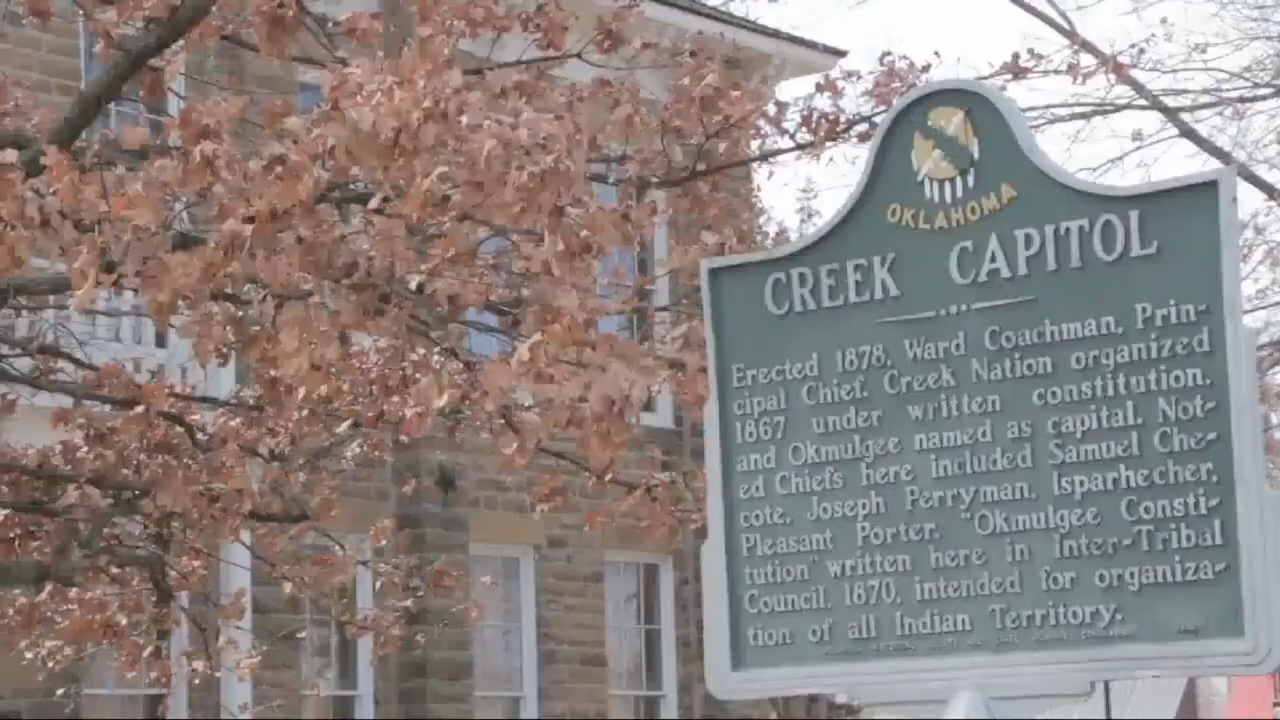 OKLAHOMA
CREEK CAPITOL
Erected 1878, Ward Coachman, Prin-
cipal Chief. Creek Nation organized
1867 under written constitution,
and Okmulgee named as capital. Not-
ed Chiefs here included Samuel Che-
cote, Joseph Perryman, Isparhecher,
Pleasant Porter. "Okmulgee Consti-
tution" written here in Inter-Tribal
Council, 1870, intended for organiza-
tion of all Indian Territory.